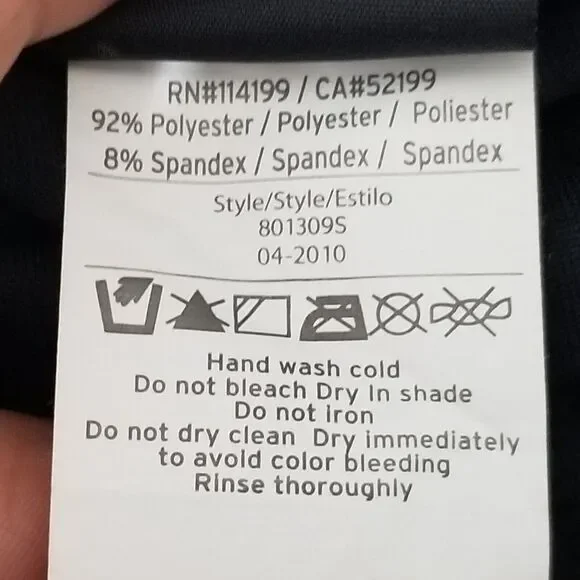 RN#114199 / CA#52199
92% Polyester / Polyester / Poliester
8% Spandex / Spandex / Spandex
Style/Style/Estilo
801309S
04-2010
Hand wash cold
Do not bleach Dry In shade
Do not iron
Do not dry clean Dry immediately
to avoid color bleeding
Rinse thoroughly